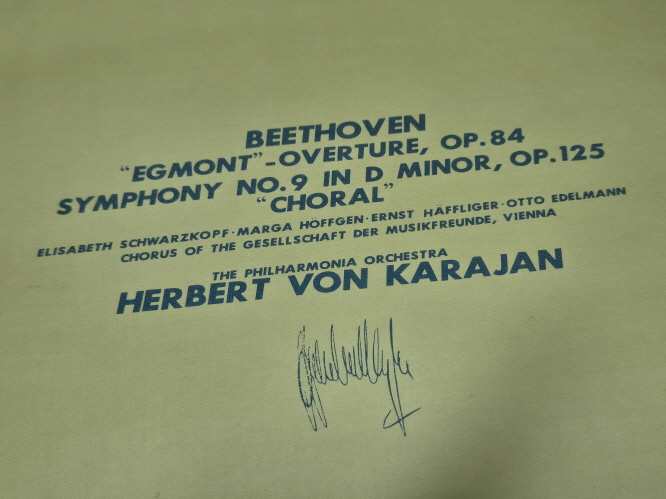 BEETHOVEN
"EGMONT"-OVERTURE, OP.84
SYMPHONY NO.9 IN D MINOR, OP.125
"CHORAL"
ELISABETH SCHWARZKOPF·MARGA HÖFFGEN·ERNST HÄFFLIGER·OTTO EDELMANN
CHORUS OF THE GESELLSCHAFT DER MUSIKFREUNDE, VIENNA
THE PHILHARMONIA ORCHESTRA
HERBERT VON KARAJAN